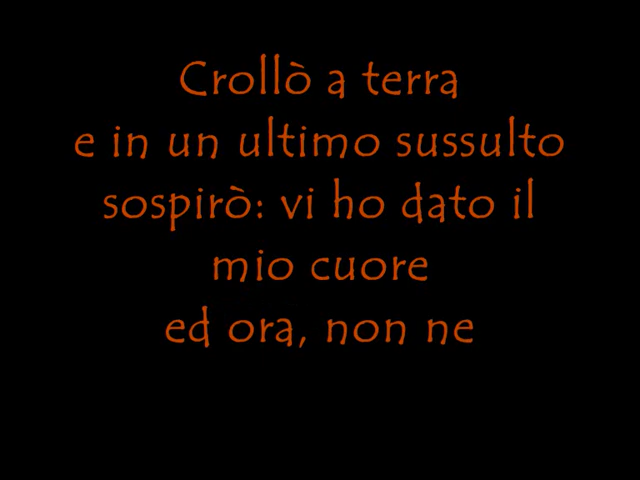 Crollò a terra
e in un ultimo sussulto
sospirò: vi ho dato il
mio cuore
ed ora, non ne